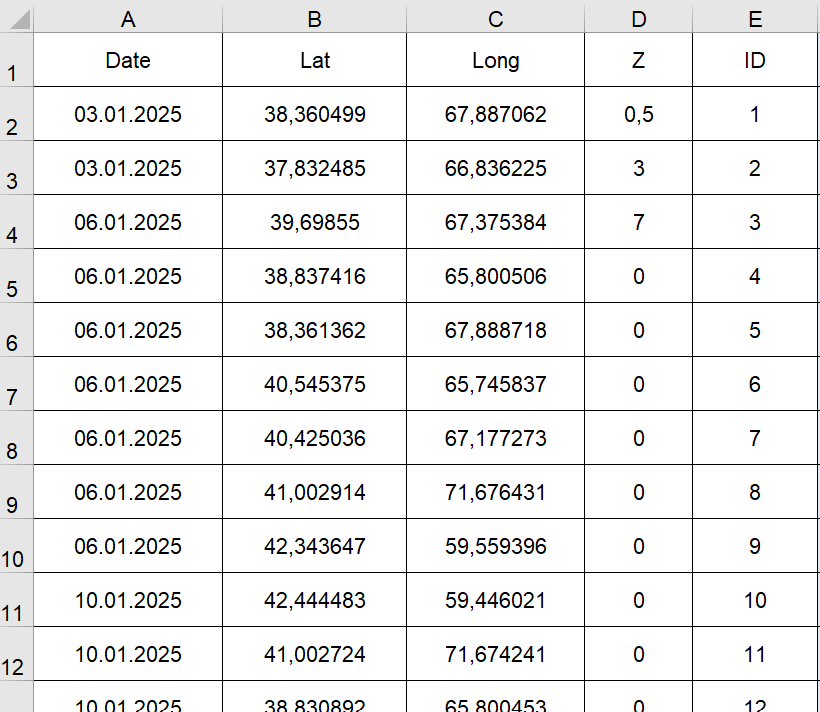 A B C D E
1 Date Lat Long Z ID
2 03.01.2025 38,360499 67,887062 0,5 1
3 03.01.2025 37,832485 66,836225 3 2
4 06.01.2025 39,69855 67,375384 7 3
5 06.01.2025 38,837416 65,800506 0 4
6 06.01.2025 38,361362 67,888718 0 5
7 06.01.2025 40,545375 65,745837 0 6
8 06.01.2025 40,425036 67,177273 0 7
9 06.01.2025 41,002914 71,676431 0 8
10 06.01.2025 42,343647 59,559396 0 9
11 10.01.2025 42,444483 59,446021 0 10
12 10.01.2025 41,002724 71,674241 0 11
10.01.2025 38,830892 65,800453 0 12